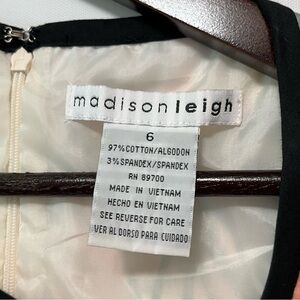 madisonleigh
6
97% COTTON/ALGODON
3% SPANDEX/SPANDEX
RN 89700
MADE IN VIETNAM
HECHO EN VIETNAM
SEE REVERSE FOR CARE
VER AL DORSO PARA CUIDADO